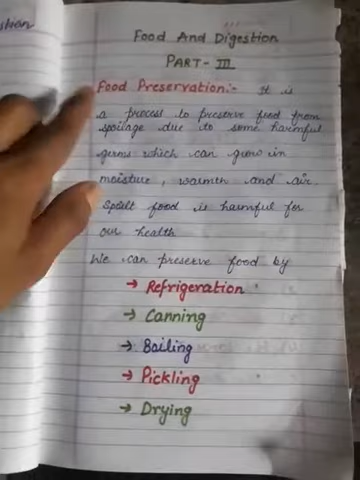 Food And Digestion
PART - III
Food Preservation:- It is
a process to preserve food from
spoilage due to some harmful
germs which can grow in
moisture, warmth and air.
Spoilt food is harmful for
our health
We can preserve food by
→ Refrigeration
→ Canning
→ Boiling
→ Pickling
→ Drying